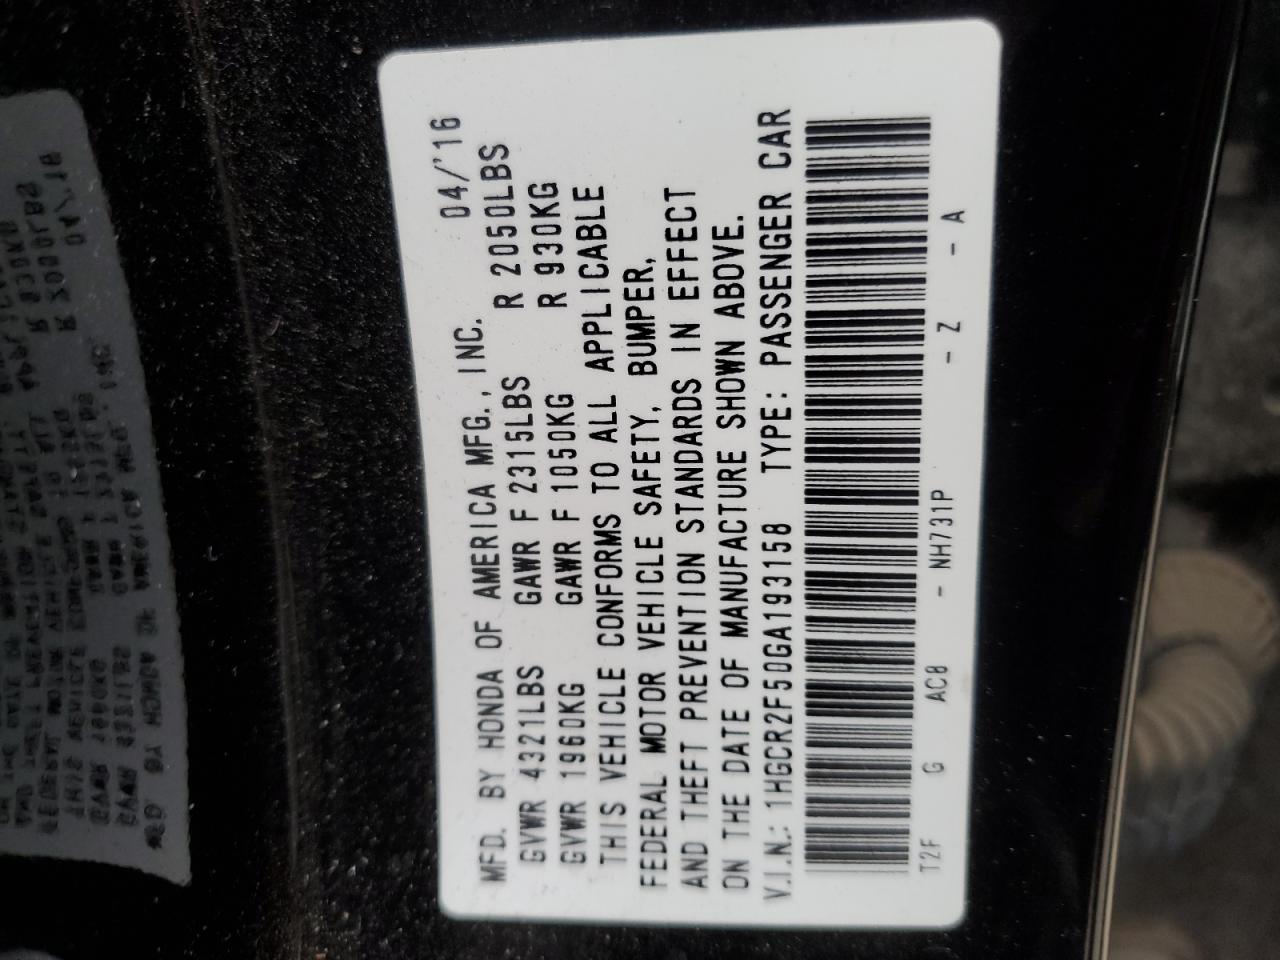 MFD. BY HONDA OF AMERICA MFG., INC. 04/'16
GVWR 4321LBS GAWR F 2315LBS R 2050LBS
GVWR 1960KG GAWR F 1050KG R 930KG
THIS VEHICLE CONFORMS TO ALL APPLICABLE
FEDERAL MOTOR VEHICLE SAFETY, BUMPER,
AND THEFT PREVENTION STANDARDS IN EFFECT
ON THE DATE OF MANUFACTURE SHOWN ABOVE.
V.I.N.: 1HGCR2F50GA193158 TYPE: PASSENGER CAR
T2F G AC8 - NH731P - Z - A